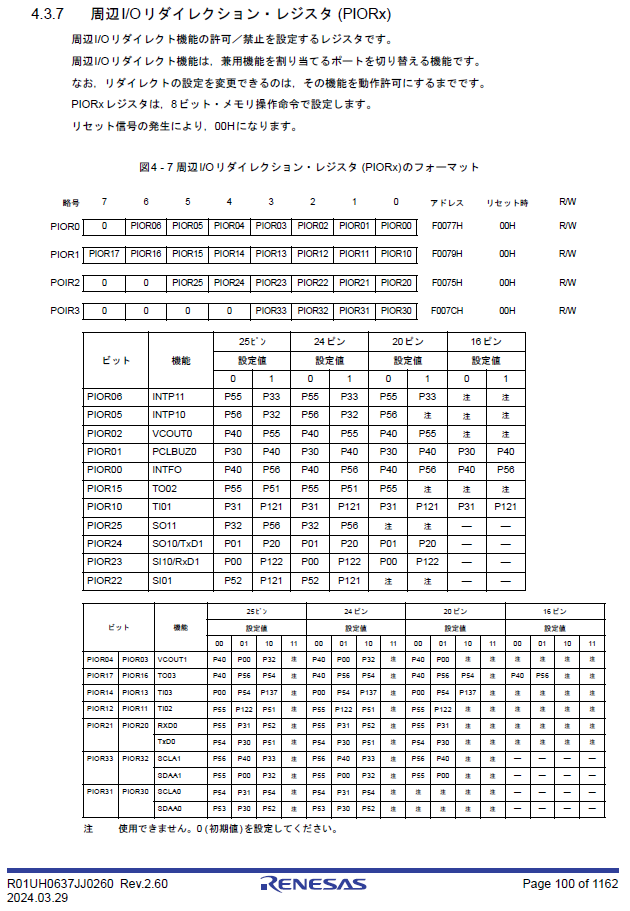 4.3.7 周辺I/Oリダイレクション・レジスタ (PIORx)
周辺I/Oリダイレクト機能の許可／禁止を設定するレジスタです。
周辺I/Oリダイレクト機能は，兼用機能を割り当てるポートを切り替える機能です。
なお，リダイレクトの設定を変更できるのは，その機能を動作許可にするまでです。
PIORxレジスタは，8ビット・メモリ操作命令で設定します。
リセット信号の発生により，00Hになります。
図4 - 7 周辺I/Oリダイレクション・レジスタ (PIORx)のフォーマット
略号 7 6 5 4 3 2 1 0 アドレス リセット時 R/W
PIOR0 0 PIOR06 PIOR05 PIOR04 PIOR03 PIOR02 PIOR01 PIOR00 F0077H 00H R/W
PIOR1 PIOR17 PIOR16 PIOR15 PIOR14 PIOR13 PIOR12 PIOR11 PIOR10 F0079H 00H R/W
POIR2 0 0 PIOR25 PIOR24 PIOR23 PIOR22 PIOR21 PIOR20 F0075H 00H R/W
POIR3 0 0 0 0 PIOR33 PIOR32 PIOR31 PIOR30 F007CH 00H R/W
ビット 機能 25ﾋﾟﾝ 24 ピン 20 ピン 16 ピン
設定値 設定値 設定値 設定値
0 1 0 1 0 1 0 1
PIOR06 INTP11 P55 P33 P55 P33 P55 P33 注 注
PIOR05 INTP10 P56 P32 P56 P32 P56 注 注 注
PIOR02 VCOUT0 P40 P55 P40 P55 P40 P55 注 注
PIOR01 PCLBUZ0 P30 P40 P30 P40 P30 P40 P30 P40
PIOR00 INTFO P40 P56 P40 P56 P40 P56 P40 P56
PIOR15 TO02 P55 P51 P55 P51 P55 注 注 注
PIOR10 TI01 P31 P121 P31 P121 P31 P121 P31 P121
PIOR25 SO11 P32 P56 P32 P56 注 注 — —
PIOR24 SO10/TxD1 P01 P20 P01 P20 P01 P20 — —
PIOR23 SI10/RxD1 P00 P122 P00 P122 P00 P122 — —
PIOR22 SI01 P52 P121 P52 P121 注 注 — —
ビット 機能 25ﾋﾟﾝ 24 ピン 20 ピン 16 ピン
設定値 設定値 設定値 設定値
00 01 10 11 00 01 10 11 00 01 10 11 00 01 10 11
PIOR04 PIOR03 VCOUT1 P40 P00 P32 注 P40 P00 P32 注 P40 P00 注 注 注 注 注 注
PIOR17 PIOR16 TO03 P40 P56 P54 注 P40 P56 P54 注 P40 P56 P54 注 P40 P56 注 注
PIOR14 PIOR13 TI03 P00 P54 P137 注 P00 P54 P137 注 P00 P54 P137 注 注 注 注 注
PIOR12 PIOR11 TI02 P55 P122 P51 注 P55 P122 P51 注 P55 P122 注 注 注 注 注 注
PIOR21 PIOR20 RXD0 P55 P31 P52 注 P55 P31 P52 注 P55 P31 注 注 注 注 注 注
TxD0 P54 P30 P51 注 P54 P30 P51 注 P54 P30 注 注 注 注 注 注
PIOR33 PIOR32 SCLA1 P56 P40 P33 注 P56 P40 P33 注 P56 P40 注 注 — — — —
SDAA1 P55 P00 P32 注 P55 P00 P32 注 P55 P00 注 注 — — — —
PIOR31 PIOR30 SCLA0 P54 P31 P54 注 P54 P31 P54 注 注 注 注 注 — — — —
SDAA0 P53 P30 P52 注 P53 P30 P52 注 注 注 注 注 — — — —
注 使用できません。0 (初期値)を設定してください。
R01UH0637JJ0260 Rev.2.60 RENESAS Page 100 of 1162
2024.03.29